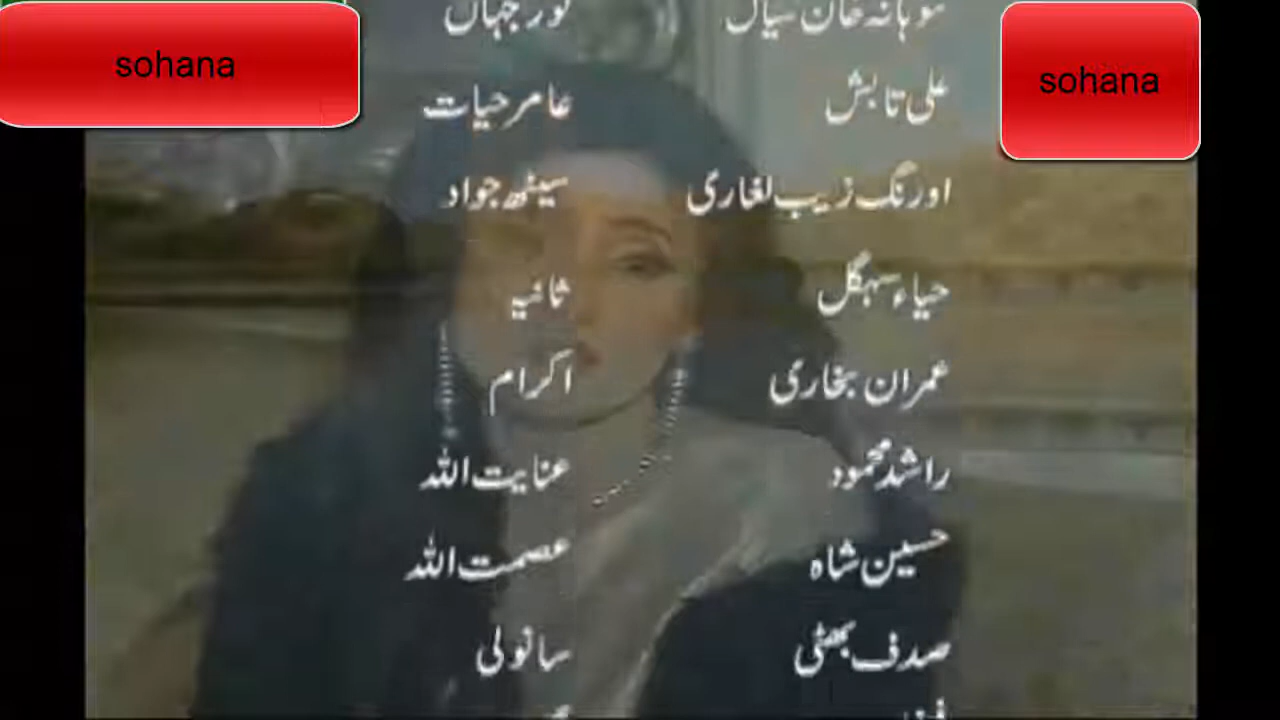 sohana
sohana
موہانہ خان سیال نور جہاں
علی تابش عامر حیات
اورنگ زیب لغاری سیٹھ جواد
حیاء سہگل ثانیہ
عمران بخاری اکرام
راشد محمود عنایت اللہ
حسین شاہ عصمت اللہ
صدف بھٹی سانولی